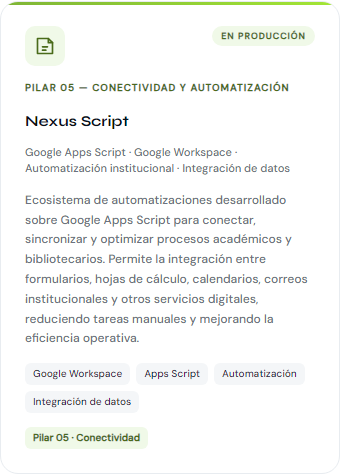 EN PRODUCCIÓN
PILAR 05 — CONECTIVIDAD Y AUTOMATIZACIÓN
Nexus Script
Google Apps Script · Google Workspace ·
Automatización institucional · Integración de datos
Ecosistema de automatizaciones desarrollado
sobre Google Apps Script para conectar,
sincronizar y optimizar procesos académicos y
bibliotecarios. Permite la integración entre
formularios, hojas de cálculo, calendarios, correos
institucionales y otros servicios digitales,
reduciendo tareas manuales y mejorando la
eficiencia operativa.
Google Workspace Apps Script Automatización
Integración de datos
Pilar 05 · Conectividad